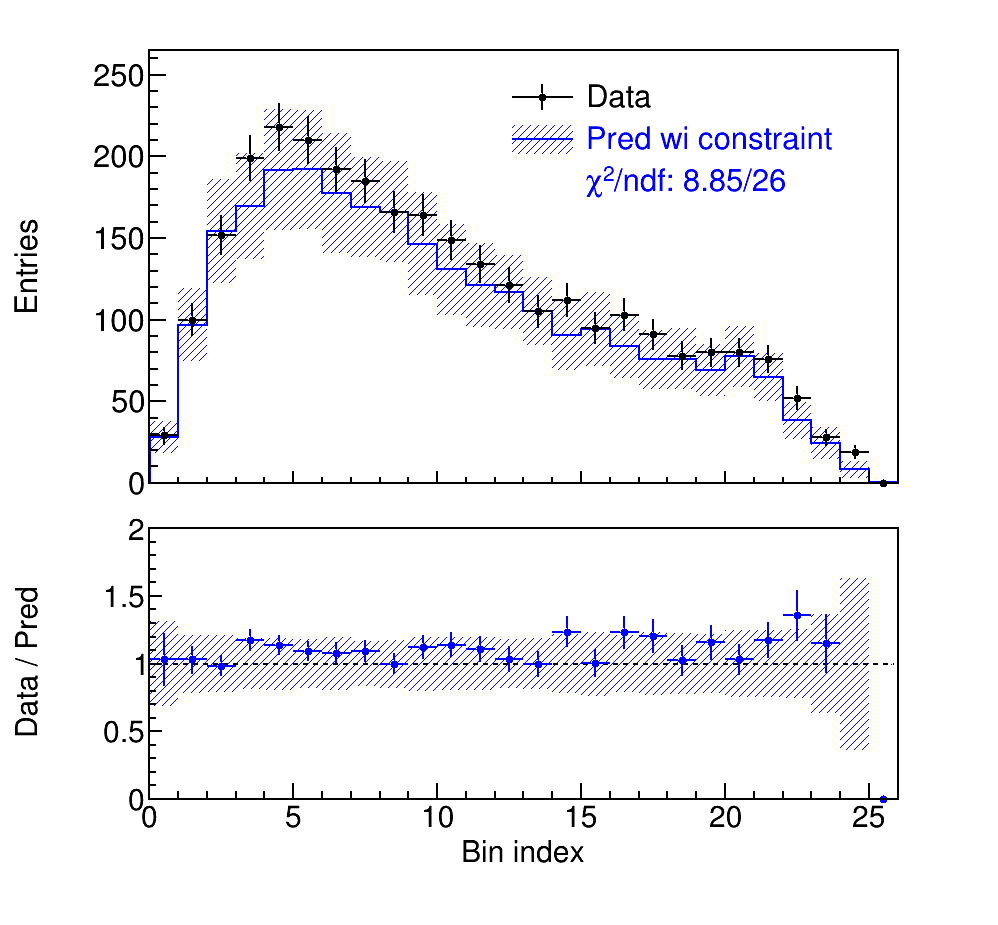 Entries
250
200
150
100
50
0
Data
Pred wi constraint
χ²/ndf: 8.85/26
Data / Pred
2
1.5
1
0.5
0
0 5 10 15 20 25
Bin index